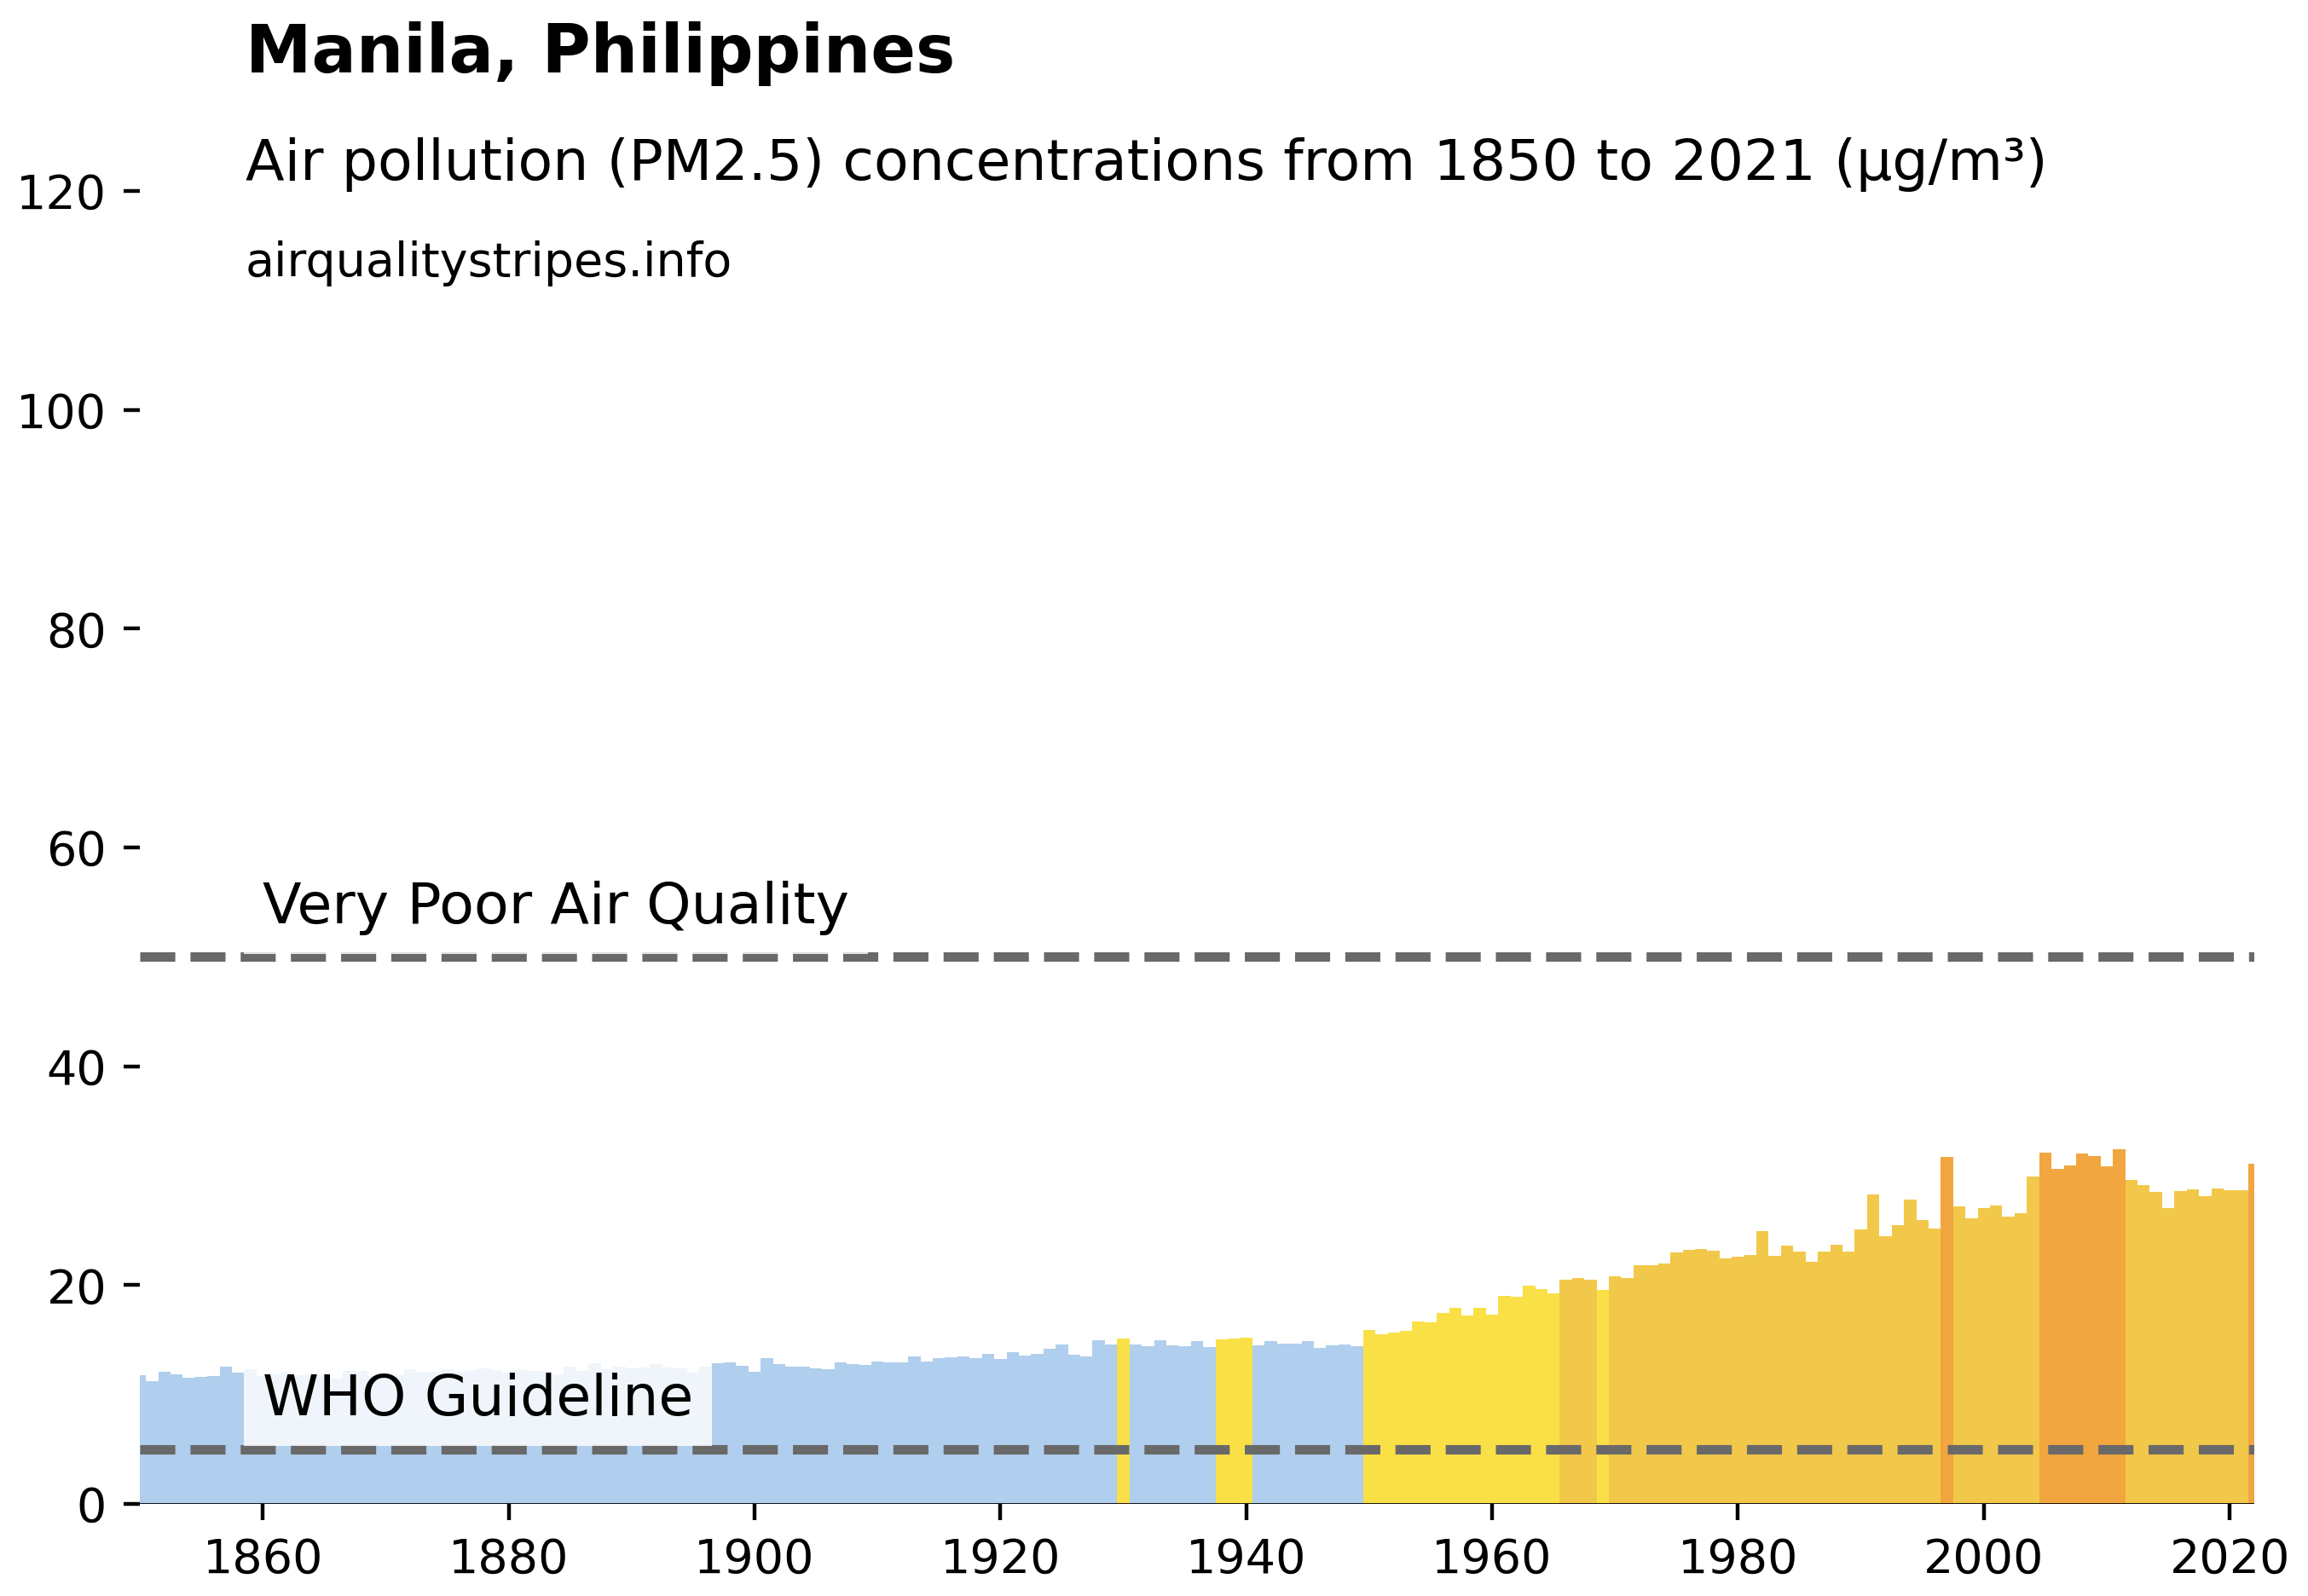 Manila, Philippines
Air pollution (PM2.5) concentrations from 1850 to 2021 (μg/m³)
120
airqualitystripes.info
100
80
60
Very Poor Air Quality
40
20
WHO Guideline
0
1860 1880 1900 1920 1940 1960 1980 2000 2020